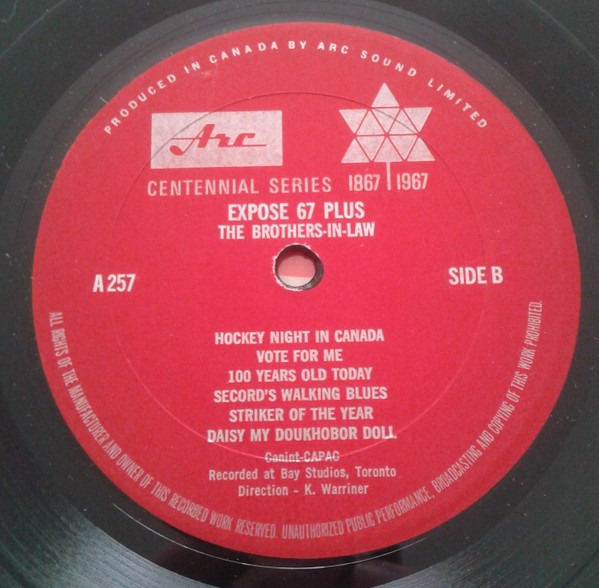 PRODUCED IN CANADA BY ARC SOUND LIMITED
Arc
CENTENNIAL SERIES 1867 1967
EXPOSE 67 PLUS
THE BROTHERS-IN-LAW
A 257
SIDE B
HOCKEY NIGHT IN CANADA
VOTE FOR ME
100 YEARS OLD TODAY
SECORD'S WALKING BLUES
STRIKER OF THE YEAR
DAISY MY DOUKHOBOR DOLL
Canint-CAPAC
Recorded at Bay Studios, Toronto
Direction - K. Warriner
ALL RIGHTS OF THE MANUFACTURER AND OWNER OF THIS RECORDED WORK RESERVED. UNAUTHORIZED PUBLIC PERFORMANCE, BROADCASTING AND COPYING OF THIS WORK PROHIBITED.